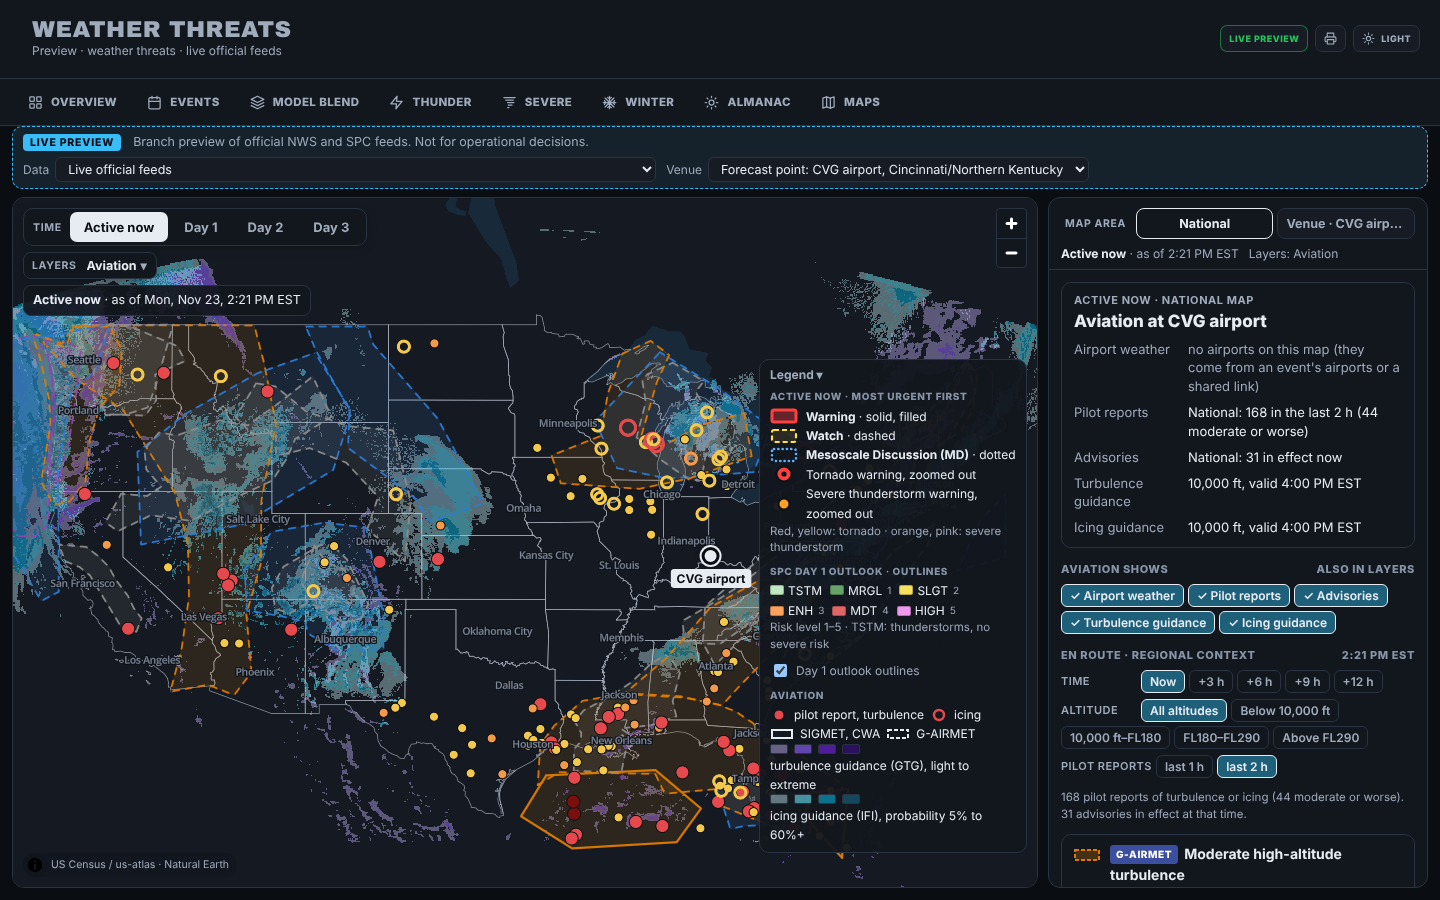 WEATHER THREATS
Preview · weather threats · live official feeds
LIVE PREVIEW
LIGHT
OVERVIEW
EVENTS
MODEL BLEND
THUNDER
SEVERE
WINTER
ALMANAC
MAPS
LIVE PREVIEW Branch preview of official NWS and SPC feeds. Not for operational decisions.
Data Live official feeds Venue Forecast point: CVG airport, Cincinnati/Northern Kentucky
TIME Active now Day 1 Day 2 Day 3
LAYERS Aviation ▾
Active now · as of Mon, Nov 23, 2:21 PM EST
+
−
Seattle
Portland
Minneapolis
Detroit
Chicago
Omaha
Salt Lake City
Denver
Indianapolis
Kansas City
St. Louis
San Francisco
CVG airport
Las Vegas
Albuquerque
Oklahoma City
Memphis
Los Angeles
Phoenix
Atlanta
Dallas
Jackson
Houston
New Orleans
Jacks
Tamp
US Census / us-atlas · Natural Earth
Legend ▾
ACTIVE NOW · MOST URGENT FIRST
Warning · solid, filled
Watch · dashed
Mesoscale Discussion (MD) · dotted
Tornado warning, zoomed out
Severe thunderstorm warning,
zoomed out
Red, yellow: tornado · orange, pink: severe
thunderstorm
SPC DAY 1 OUTLOOK · OUTLINES
TSTM MRGL 1 SLGT 2
ENH 3 MDT 4 HIGH 5
Risk level 1–5 · TSTM: thunderstorms, no
severe risk
Day 1 outlook outlines
AVIATION
pilot report, turbulence icing
SIGMET, CWA G-AIRMET
turbulence guidance (GTG), light to
extreme
icing guidance (IFI), probability 5% to
60%+
MAP AREA National Venue · CVG airp...
Active now · as of 2:21 PM EST Layers: Aviation
ACTIVE NOW · NATIONAL MAP
Aviation at CVG airport
Airport weather no airports on this map (they
come from an event's airports or a
shared link)
Pilot reports National: 168 in the last 2 h (44
moderate or worse)
Advisories National: 31 in effect now
Turbulence 10,000 ft, valid 4:00 PM EST
guidance
Icing guidance 10,000 ft, valid 4:00 PM EST
AVIATION SHOWS ALSO IN LAYERS
✓ Airport weather ✓ Pilot reports ✓ Advisories
✓ Turbulence guidance ✓ Icing guidance
EN ROUTE · REGIONAL CONTEXT 2:21 PM EST
TIME Now +3 h +6 h +9 h +12 h
ALTITUDE All altitudes Below 10,000 ft
10,000 ft–FL180 FL180–FL290 Above FL290
PILOT REPORTS last 1 h last 2 h
168 pilot reports of turbulence or icing (44 moderate or worse).
31 advisories in effect at that time.
G-AIRMET Moderate high-altitude
turbulence